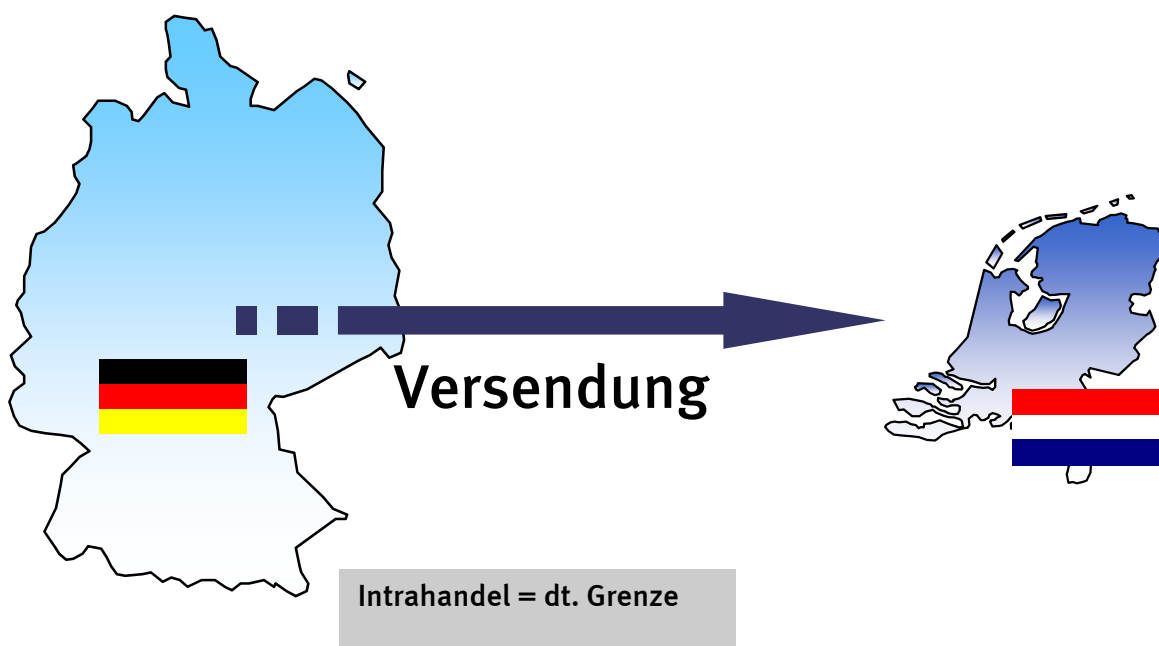 Versendung
Intrahandel = dt. Grenze